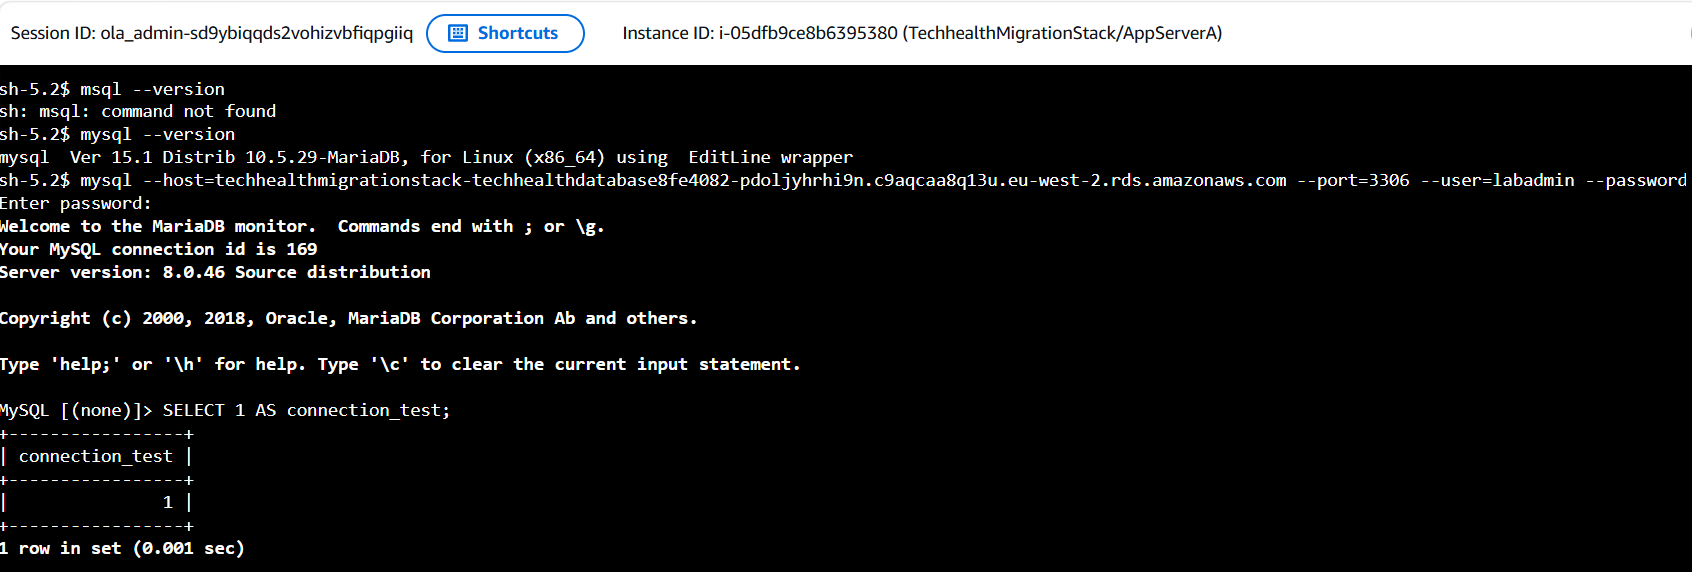 Session ID: ola_admin-sd9ybiqqds2vohizvbfiqpgiiq Shortcuts Instance ID: i-05dfb9ce8b6395380 (TechhealthMigrationStack/AppServerA)
sh-5.2$ msql --version
sh: msql: command not found
sh-5.2$ mysql --version
mysql  Ver 15.1 Distrib 10.5.29-MariaDB, for Linux (x86_64) using  EditLine wrapper
sh-5.2$ mysql --host=techhealthmigrationstack-techhealthdatabase8fe4082-pdoljyhrhi9n.c9aqcaa8q13u.eu-west-2.rds.amazonaws.com --port=3306 --user=labadmin --password
Enter password:
Welcome to the MariaDB monitor.  Commands end with ; or \g.
Your MySQL connection id is 169
Server version: 8.0.46 Source distribution
Copyright (c) 2000, 2018, Oracle, MariaDB Corporation Ab and others.
Type 'help;' or '\h' for help. Type '\c' to clear the current input statement.
MySQL [(none)]> SELECT 1 AS connection_test;
+-----------------+
| connection_test |
+-----------------+
|               1 |
+-----------------+
1 row in set (0.001 sec)